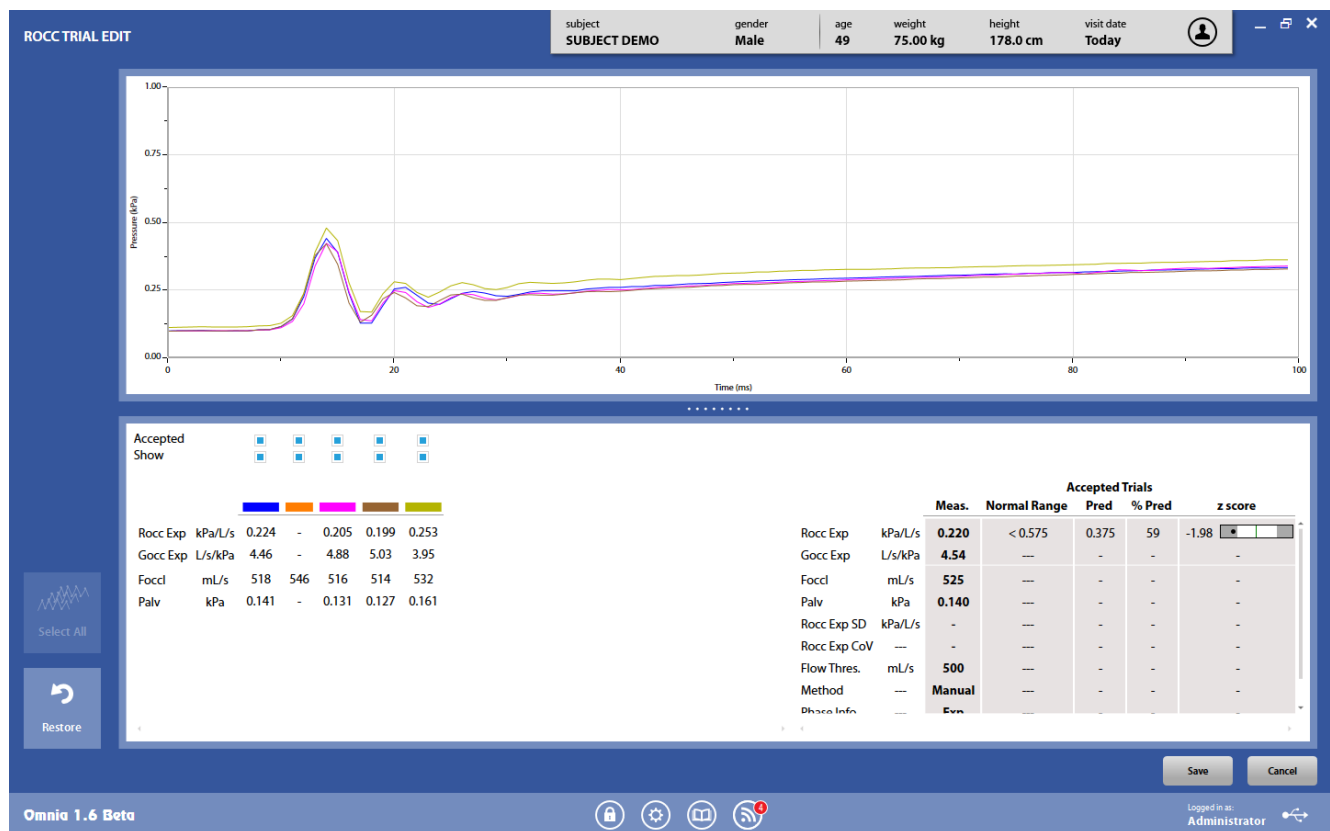 ROCC TRIAL EDIT
subject gender age weight height visit date
SUBJECT DEMO Male 49 75.00 kg 178.0 cm Today
1.00
0.75
0.50
0.25
0.00
Pressure (kPa)
0 20 40 60 80 100
Time (ms)
Accepted
Show
Rocc Exp kPa/L/s 0.224 - 0.205 0.199 0.253
Gocc Exp L/s/kPa 4.46 - 4.88 5.03 3.95
Foccl mL/s 518 546 516 514 532
Palv kPa 0.141 - 0.131 0.127 0.161
Accepted Trials
Meas. Normal Range Pred % Pred z score
Rocc Exp kPa/L/s 0.220 < 0.575 0.375 59 -1.98
Gocc Exp L/s/kPa 4.54 --- - - -
Foccl mL/s 525 --- - - -
Palv kPa 0.140 --- - - -
Rocc Exp SD kPa/L/s - --- - - -
Rocc Exp CoV --- - --- - - -
Flow Thres. mL/s 500 --- - - -
Method --- Manual --- - - -
Phase Info --- Exp --- - - -
Select All
Restore
Save Cancel
Omnia 1.6 Beta
4
Logged in as:
Administrator